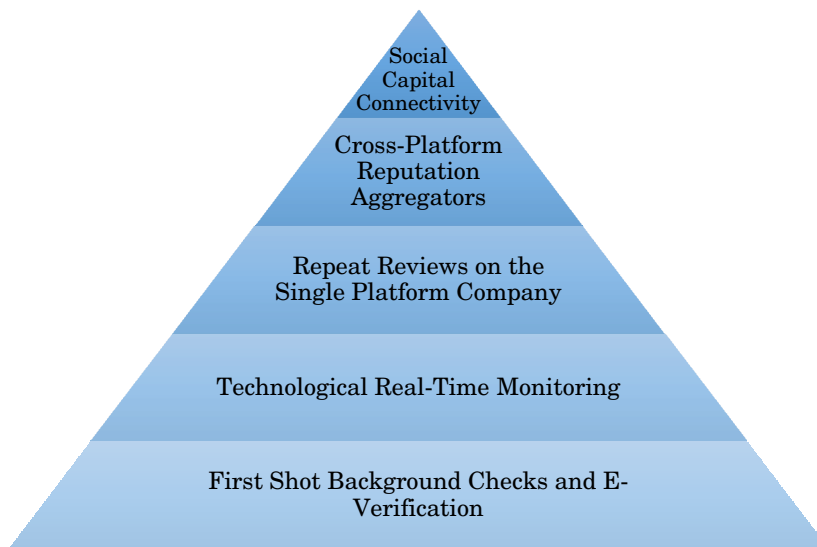 Social
Capital
Connectivity
Cross-Platform
Reputation
Aggregators
Repeat Reviews on the
Single Platform Company
Technological Real-Time Monitoring
First Shot Background Checks and E-
Verification